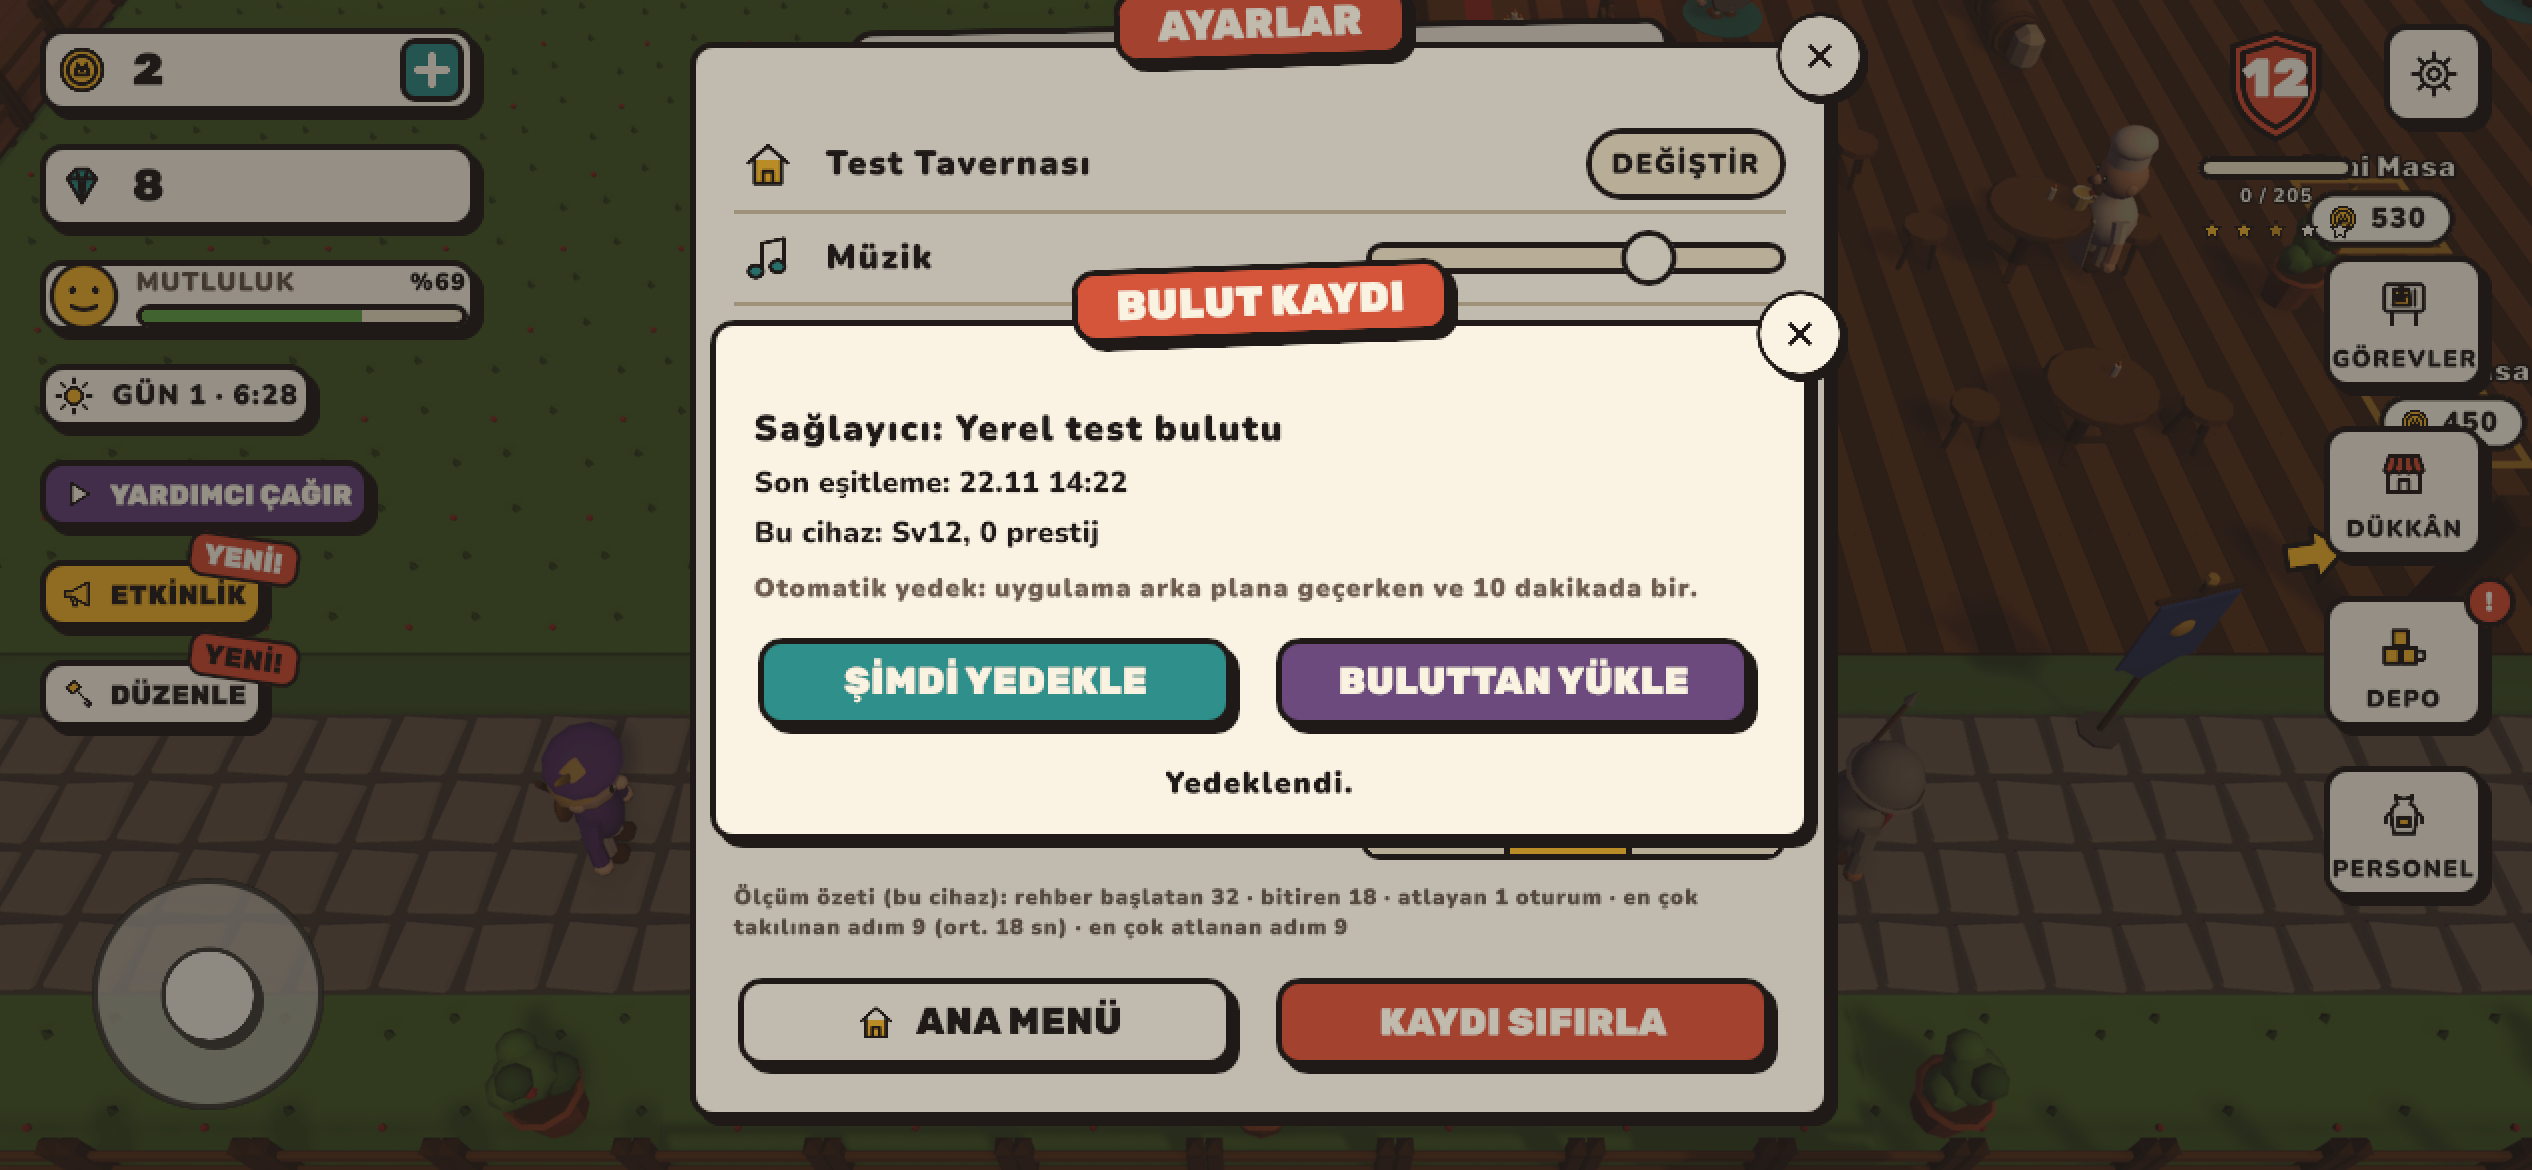 AYARLAR
2
8
MUTLULUK %69
GÜN 1 · 6:28
YARDIMCI ÇAĞIR
YENİ!
ETKİNLİK
YENİ!
DÜZENLE
Test Tavernası
DEĞİŞTİR
Müzik
BULUT KAYDI
Sağlayıcı: Yerel test bulutu
Son eşitleme: 22.11 14:22
Bu cihaz: Sv12, 0 prestij
Otomatik yedek: uygulama arka plana geçerken ve 10 dakikada bir.
ŞİMDİ YEDEKLE
BULUTTAN YÜKLE
Yedeklendi.
Ölçüm özeti (bu cihaz): rehber başlatan 32 · bitiren 18 · atlayan 1 oturum · en çok
takılınan adım 9 (ort. 18 sn) · en çok atlanan adım 9
ANA MENÜ
KAYDI SIFIRLA
12
Masa
0 / 205
530
GÖREVLER
450
DÜKKÂN
!
DEPO
PERSONEL